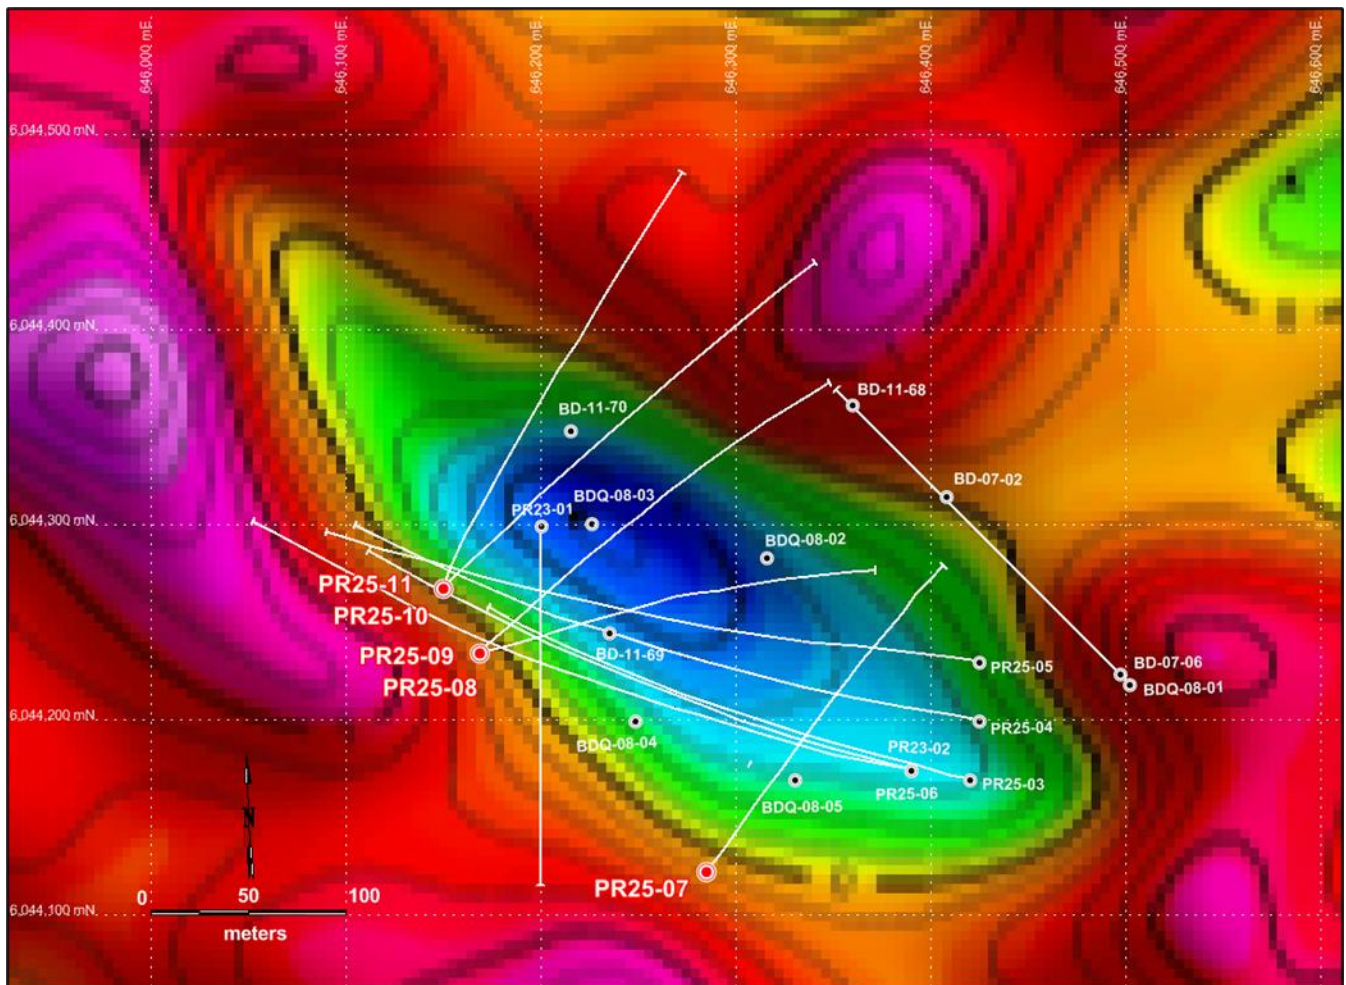 646,000 mE.
646,100 mE.
646,200 mE.
646,300 mE.
646,400 mE.
646,500 mE.
646,600 mE.
6,044,500 mN.
6,044,400 mN.
BD-11-68
BD-11-70
BD-07-02
BDQ-08-03
PR23-01
6,044,300 mN.
BDQ-08-02
PR25-11
PR25-10
PR25-09
BD-11-69
PR25-05
BD-07-06
PR25-08
BDQ-08-01
6,044,200 mN.
PR25-04
BDQ-08-04
PR23-02
PR25-03
PR25-06
BDQ-08-05
N
PR25-07
0 50 100
6,044,100 mN.
meters